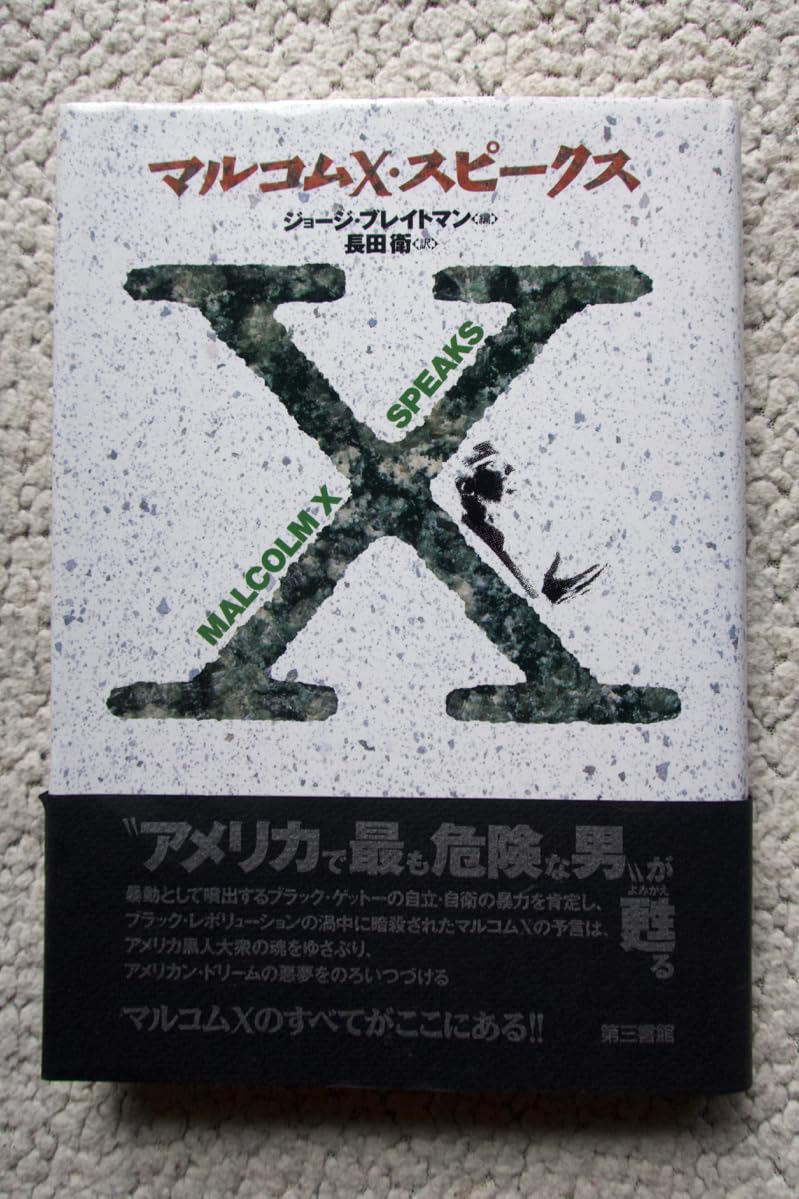 マルコムX・スピークス
ジョージ・ブレイトマン〈編〉
長田衛〈訳〉
SPEAKS
MALCOLM X
〝アメリカで最も危険な男〟が
甦る
よみがえ
暴動として噴出するブラック・ゲットーの自立・自衛の暴力を肯定し、
ブラック・レボリューションの渦中に暗殺されたマルコムXの予言は、
アメリカ黒人大衆の魂をゆさぶり、
アメリカン・ドリームの悪夢をのろいつづける
マルコムXのすべてがここにある!!
第三書館